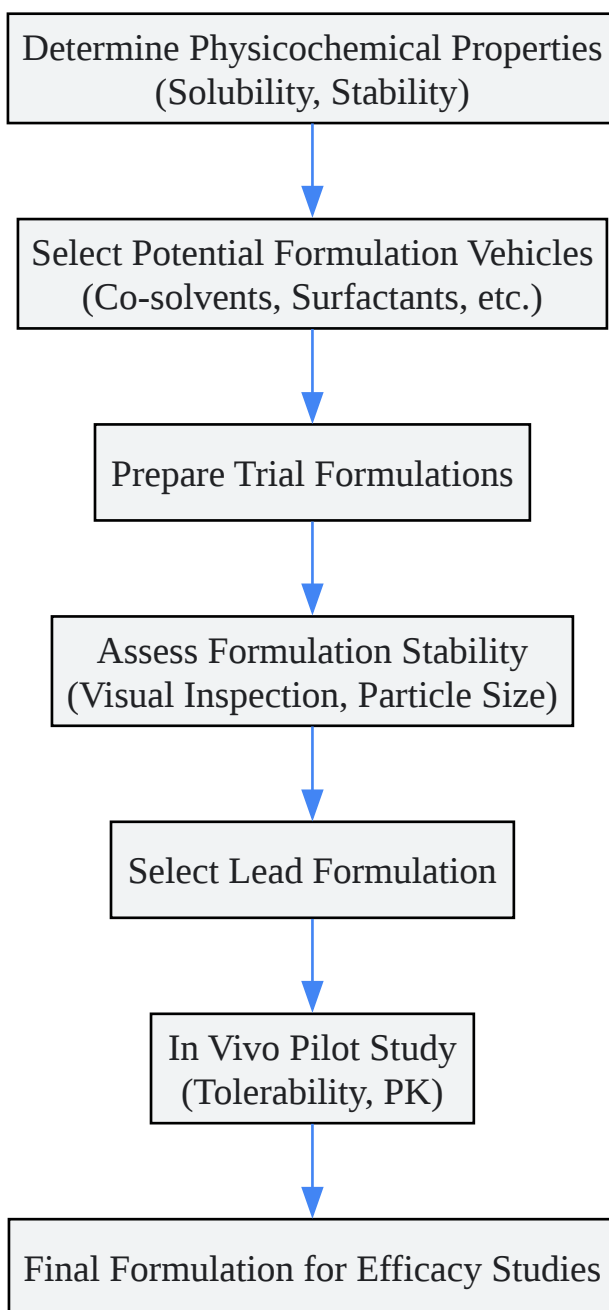 Determine Physicochemical Properties
(Solubility, Stability)
Select Potential Formulation Vehicles
(Co-solvents, Surfactants, etc.)
Prepare Trial Formulations
Assess Formulation Stability
(Visual Inspection, Particle Size)
Select Lead Formulation
In Vivo Pilot Study
(Tolerability, PK)
Final Formulation for Efficacy Studies